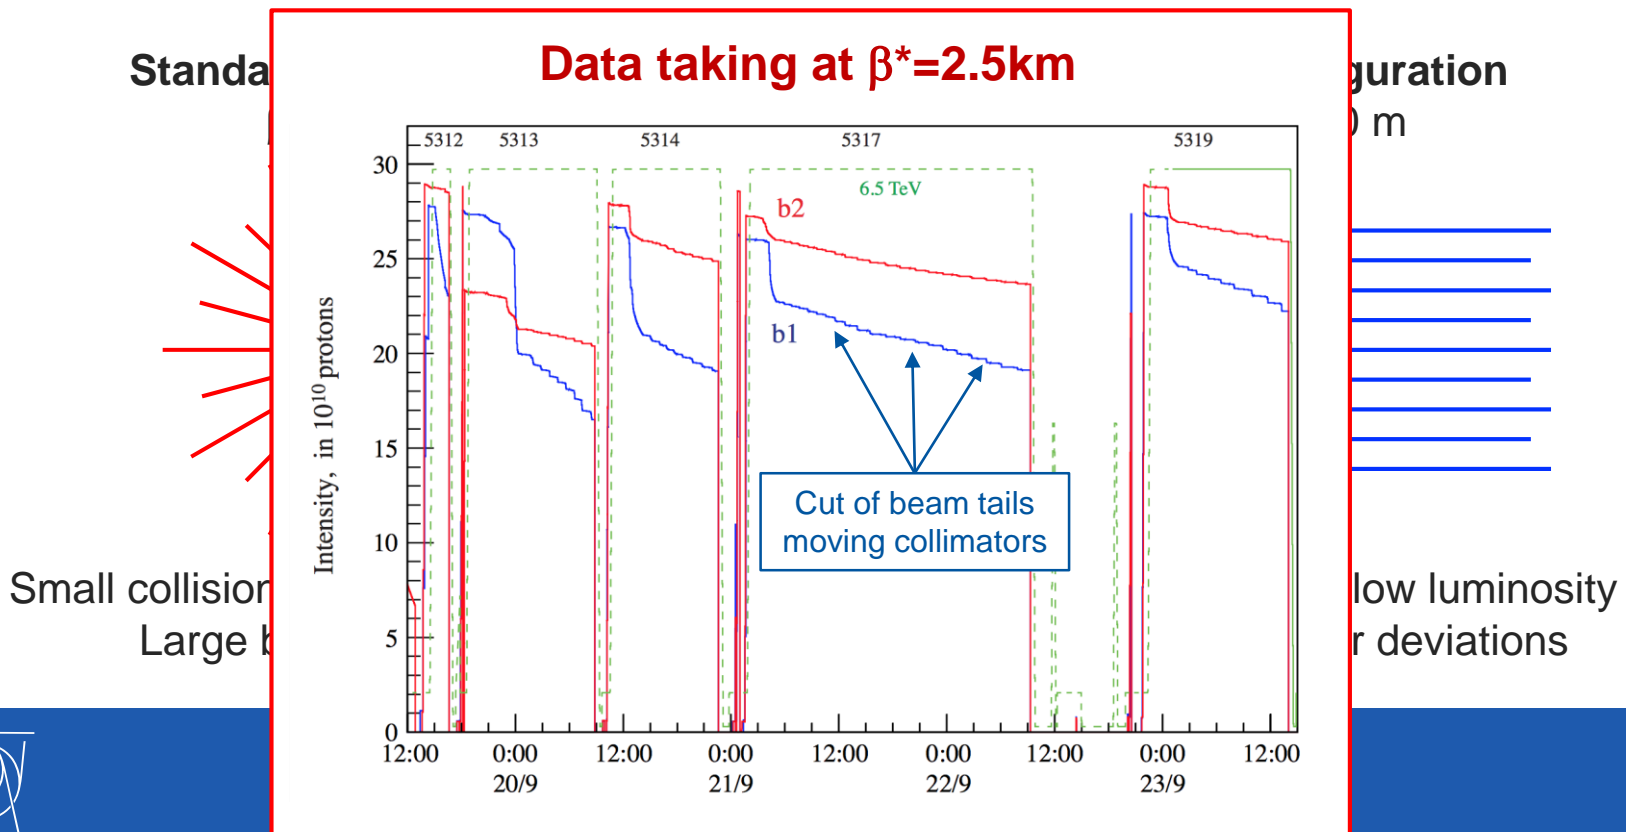 Data taking at β*=2.5km
Standa
guration
0 m
5312 5313 5314 5317 5319
6.5 TeV
b2
b1
30
25
20
15
10
5
0
Intensity, in 10¹⁰ protons
Cut of beam tails
moving collimators
12:00 0:00 12:00 0:00 12:00 0:00 12:00 0:00 12:00
20/9 21/9 22/9 23/9
Small collision
Large b
low luminosity
r deviations